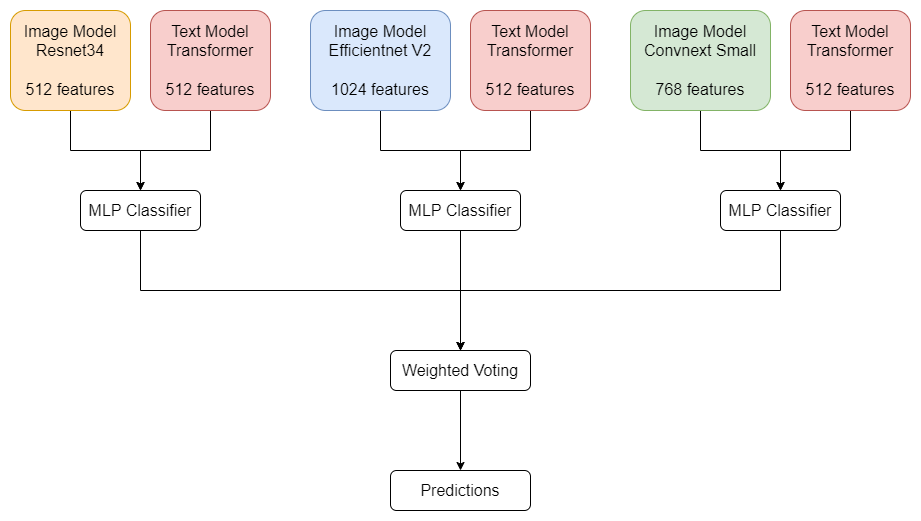 Image Model
Resnet34
512 features
Text Model
Transformer
512 features
Image Model
Efficientnet V2
1024 features
Text Model
Transformer
512 features
Image Model
Convnext Small
768 features
Text Model
Transformer
512 features
MLP Classifier
MLP Classifier
MLP Classifier
Weighted Voting
Predictions